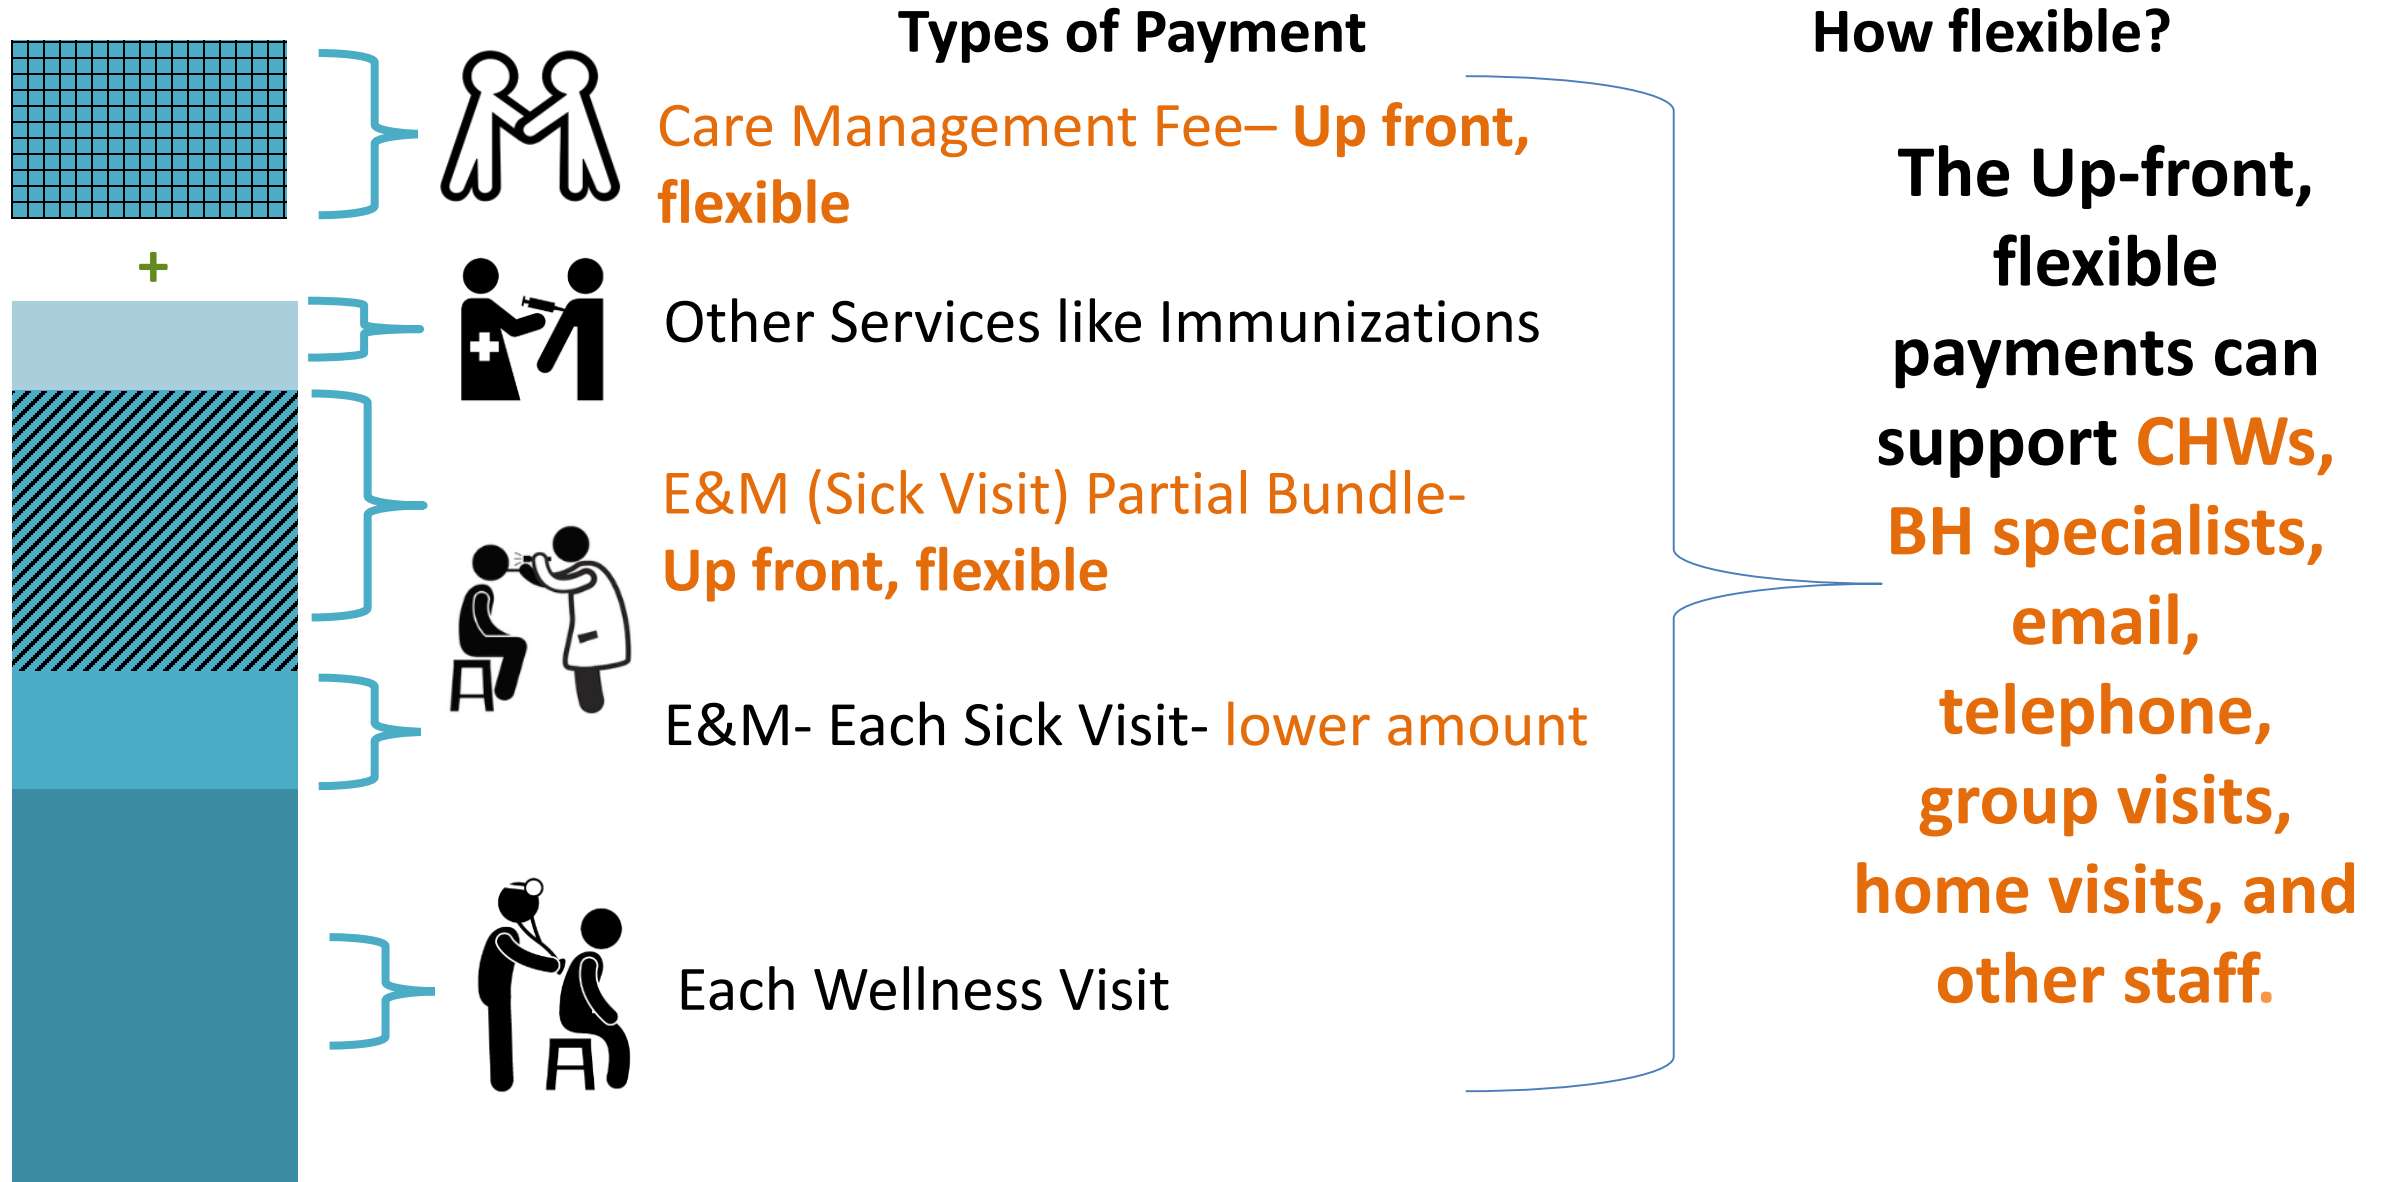 Types of Payment
How flexible?
Care Management Fee– Up front,
flexible
+
Other Services like Immunizations
E&M (Sick Visit) Partial Bundle-
Up front, flexible
E&M- Each Sick Visit- lower amount
Each Wellness Visit
The Up-front,
flexible
payments can
support CHWs,
BH specialists,
email,
telephone,
group visits,
home visits, and
other staff.